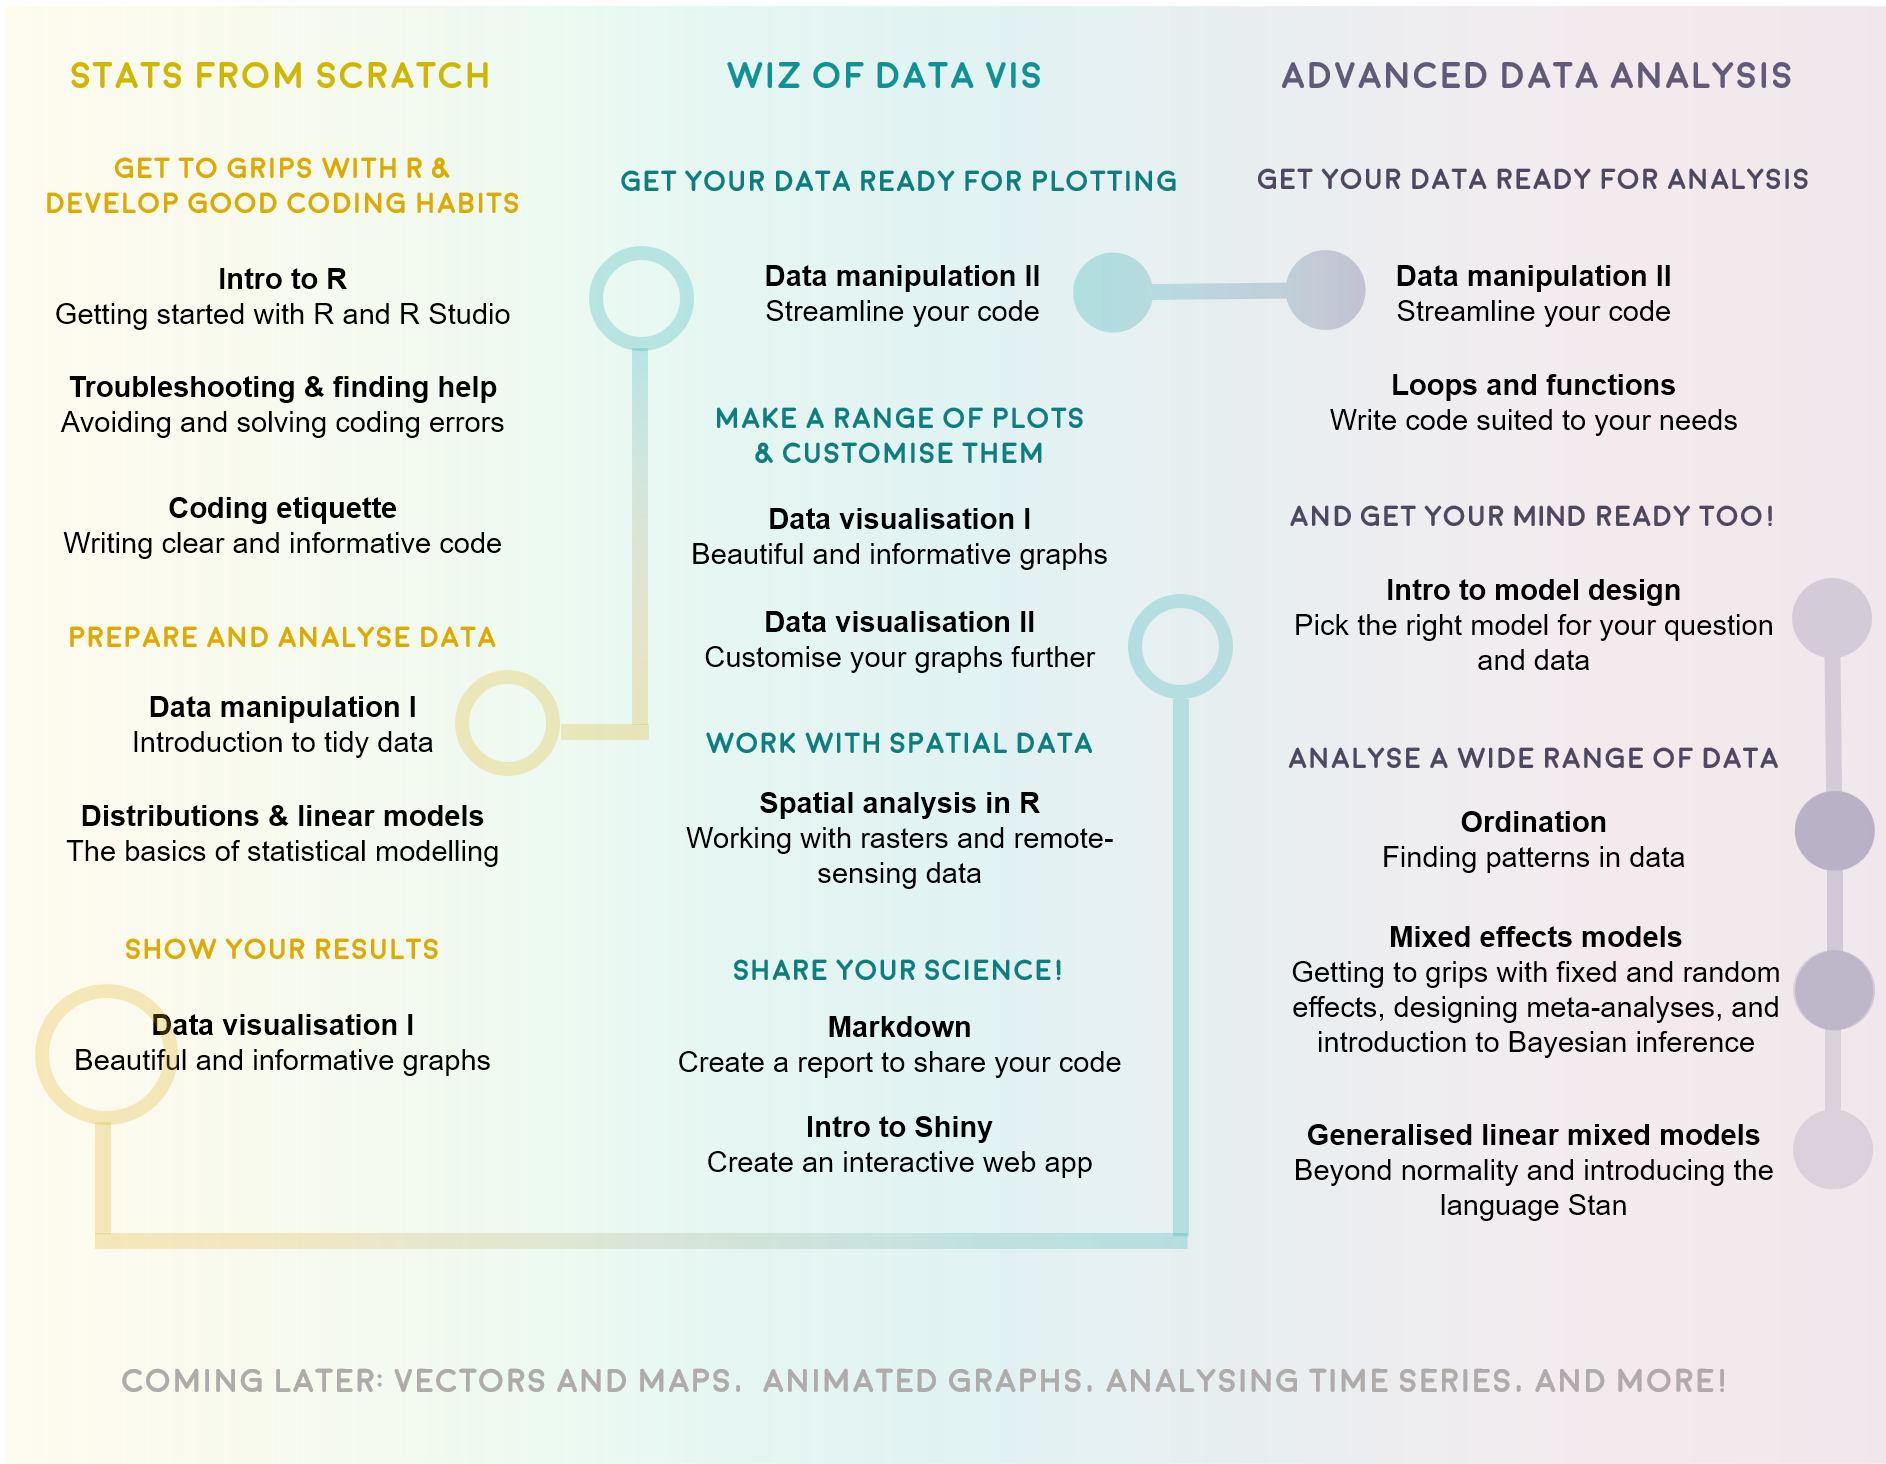 STATS FROM SCRATCH
GET TO GRIPS WITH R &
DEVELOP GOOD CODING HABITS
Intro to R
Getting started with R and R Studio
Troubleshooting & finding help
Avoiding and solving coding errors
Coding etiquette
Writing clear and informative code
PREPARE AND ANALYSE DATA
Data manipulation I
Introduction to tidy data
Distributions & linear models
The basics of statistical modelling
SHOW YOUR RESULTS
Data visualisation I
Beautiful and informative graphs
WIZ OF DATA VIS
GET YOUR DATA READY FOR PLOTTING
Data manipulation II
Streamline your code
MAKE A RANGE OF PLOTS
& CUSTOMISE THEM
Data visualisation I
Beautiful and informative graphs
Data visualisation II
Customise your graphs further
WORK WITH SPATIAL DATA
Spatial analysis in R
Working with rasters and remote-
sensing data
SHARE YOUR SCIENCE!
Markdown
Create a report to share your code
Intro to Shiny
Create an interactive web app
ADVANCED DATA ANALYSIS
GET YOUR DATA READY FOR ANALYSIS
Data manipulation II
Streamline your code
Loops and functions
Write code suited to your needs
AND GET YOUR MIND READY TOO!
Intro to model design
Pick the right model for your question
and data
ANALYSE A WIDE RANGE OF DATA
Ordination
Finding patterns in data
Mixed effects models
Getting to grips with fixed and random
effects, designing meta-analyses, and
introduction to Bayesian inference
Generalised linear mixed models
Beyond normality and introducing the
language Stan
COMING LATER: VECTORS AND MAPS. ANIMATED GRAPHS. ANALYSING TIME SERIES. AND MORE!